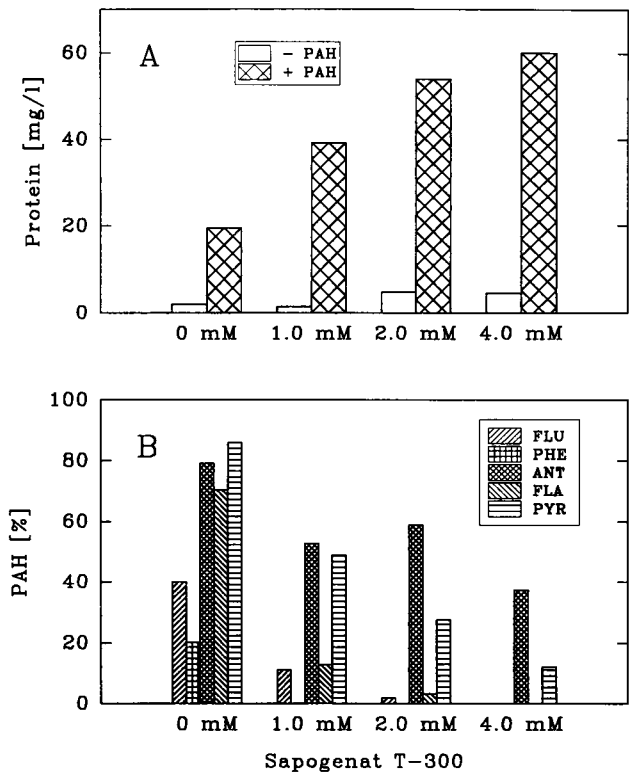 A
- PAH
+ PAH
Protein [mg/l]
60
40
20
0
0 mM 1.0 mM 2.0 mM 4.0 mM
B
FLU
PHE
ANT
FLA
PYR
PAH [%]
100
80
60
40
20
0
0 mM 1.0 mM 2.0 mM 4.0 mM
Sapogenat T-300